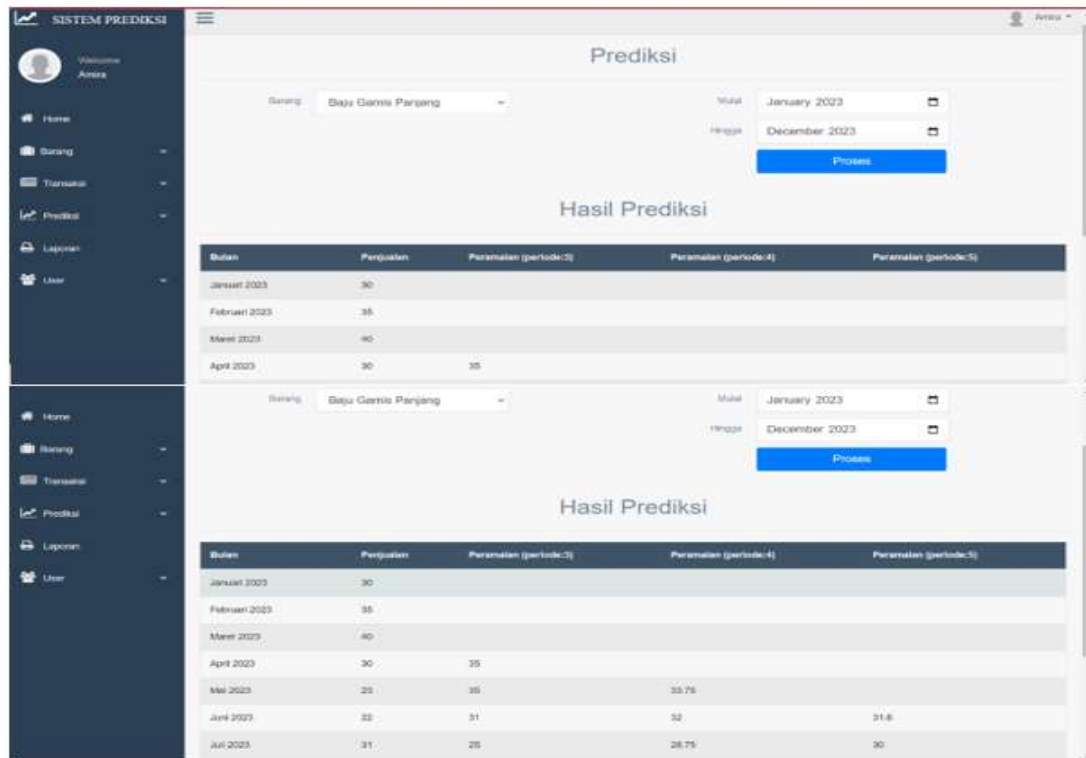 SISTEM PREDIKSI
Amira
Welcome
Amira
Home
Barang
Transaksi
Prediksi
Laporan
User
Prediksi
Barang
Baju Gamis Panjang
Mulai
January 2023
Hingga
December 2023
Proses
Hasil Prediksi
Bulan Penjualan Peramalan (periode:3) Peramalan (periode:4) Peramalan (periode:5)
Januari 2023 30
Februari 2023 35
Maret 2023 40
April 2023 30 35
Home
Barang
Transaksi
Prediksi
Laporan
User
Barang
Baju Gamis Panjang
Mulai
January 2023
Hingga
December 2023
Proses
Hasil Prediksi
Bulan Penjualan Peramalan (periode:3) Peramalan (periode:4) Peramalan (periode:5)
Januari 2023 30
Februari 2023 35
Maret 2023 40
April 2023 30 35
Mei 2023 23 35 33.75
Juni 2023 22 31 32 31.6
Juli 2023 31 25 28.75 30